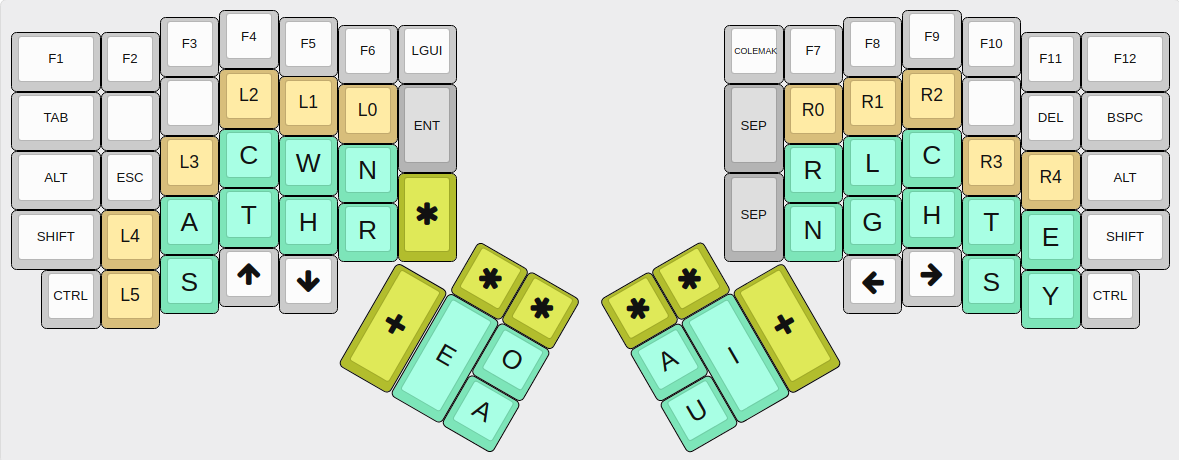 F1 F2 F3 F4 F5 F6 LGUI COLEMAK F7 F8 F9 F10 F11 F12
TAB L2 L1 L0 ENT SEP R0 R1 R2 DEL BSPC
ALT ESC L3 C W N R L C R3 R4 ALT
SHIFT L4 A T H R * SEP N G H T E SHIFT
CTRL L5 S ↑ ↓ ← → S Y CTRL
* * * *
+ E O A I +
A U